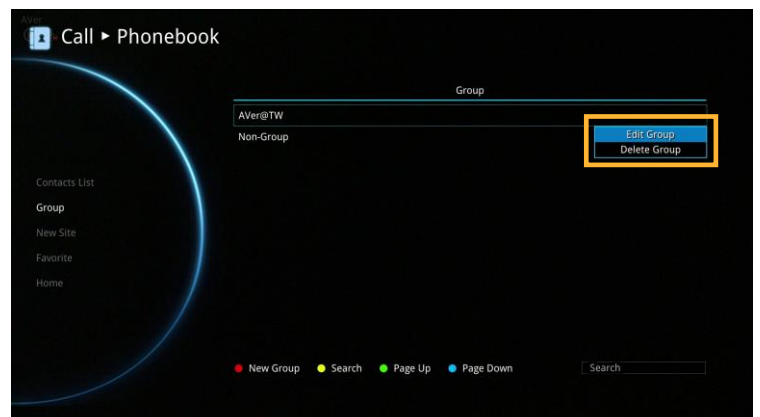 AVer
Call ▸ Phonebook
Group
AVer@TW
Non-Group
Edit Group
Delete Group
Contacts List
Group
New Site
Favorite
Home
New Group Search Page Up Page Down Search